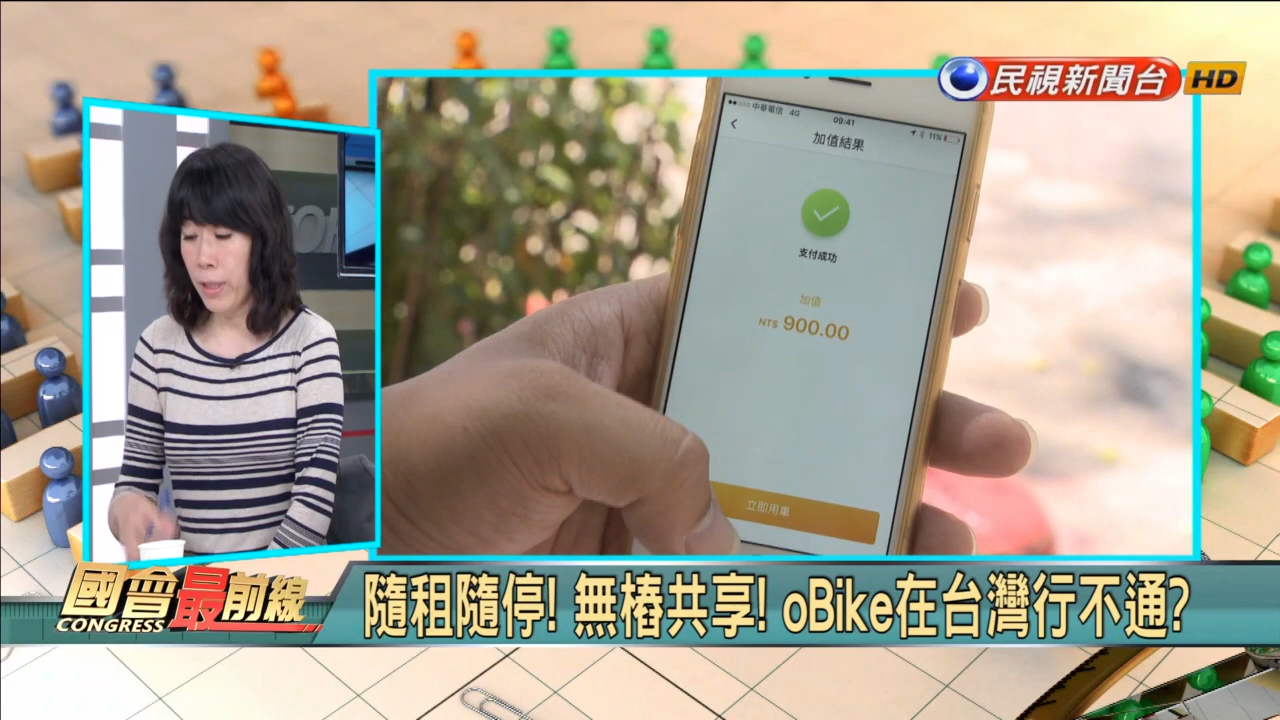 民視新聞台 HD
中華電信 4G 09:41 11%
加值結果
支付成功
加值
NT$ 900.00
立即用車
國會最前線
CONGRESS
隨租隨停! 無樁共享! oBike在台灣行不通?